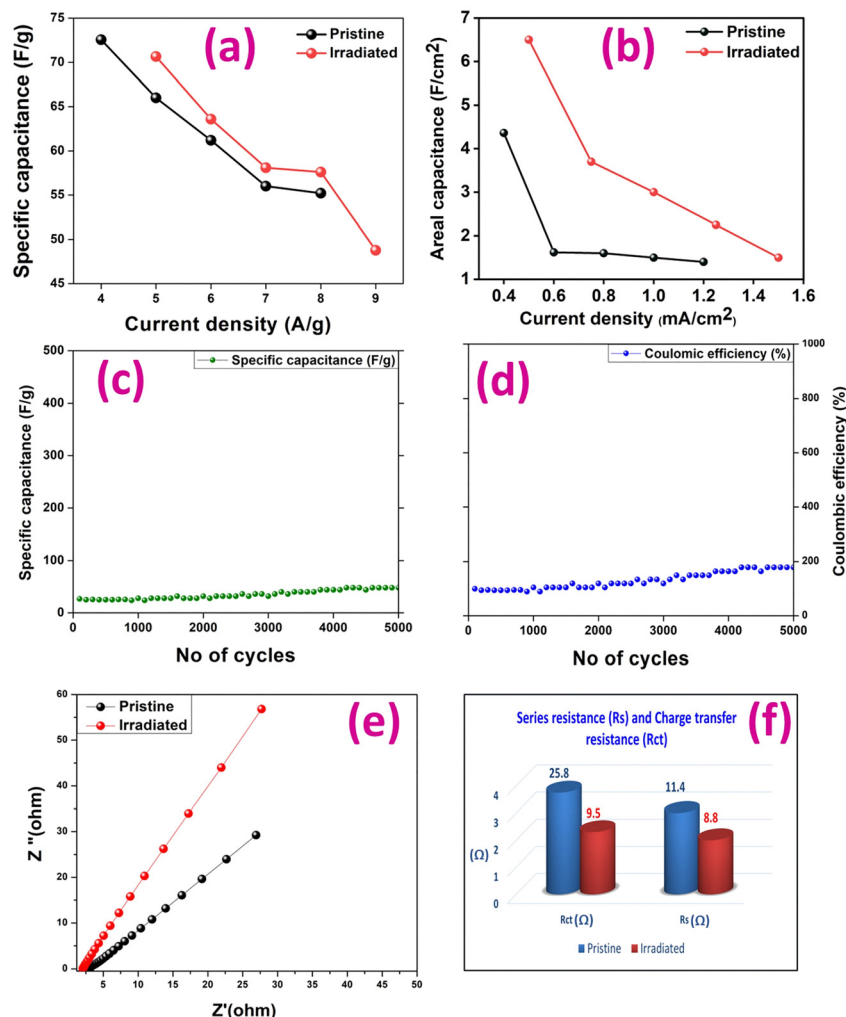 (a)
Pristine
Irradiated
Specific capacitance (F/g)
75
70
65
60
55
50
45
4 5 6 7 8 9
Current density (A/g)
(b)
Pristine
Irradiated
Areal capacitance (F/cm²)
7
6
5
4
3
2
1
0.4 0.6 0.8 1.0 1.2 1.4 1.6
Current density (mA/cm²)
(c)
Specific capacitance (F/g)
Specific capacitance (F/g)
500
400
300
200
100
0
0 1000 2000 3000 4000 5000
No of cycles
(d)
Coulomic efficiency (%)
Coulombic efficiency (%)
1000
800
600
400
200
0
0 1000 2000 3000 4000 5000
No of cycles
(e)
Pristine
Irradiated
Z "(ohm)
60
50
40
30
20
10
0
5 10 15 20 25 30 35 40 45 50
Z'(ohm)
(f)
Series resistance (Rs) and Charge transfer
resistance (Rct)
25.8
9.5
11.4
8.8
4
3
2
1
0
(Ω)
Rct (Ω) Rs (Ω)
Pristine Irradiated